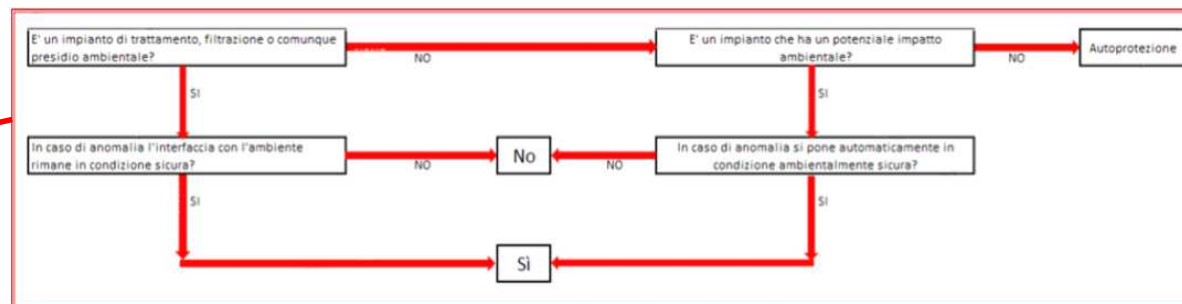 E' un impianto di trattamento, filtrazione o comunque
presidio ambientale?
NO
E' un impianto che ha un potenziale impatto
ambientale?
NO
Autoprotezione
SI
SI
In caso di anomalia l'interfaccia con l'ambiente
rimane in condizione sicura?
NO
No
NO
In caso di anomalia si pone automaticamente in
condizione ambientalmente sicura?
SI
SI
Sì